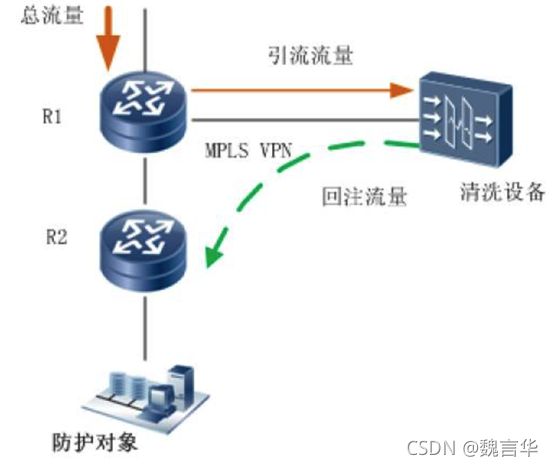 总流量
引流流量
R1
MPLS VPN
清洗设备
回注流量
R2
防护对象
CSDN @魏言华